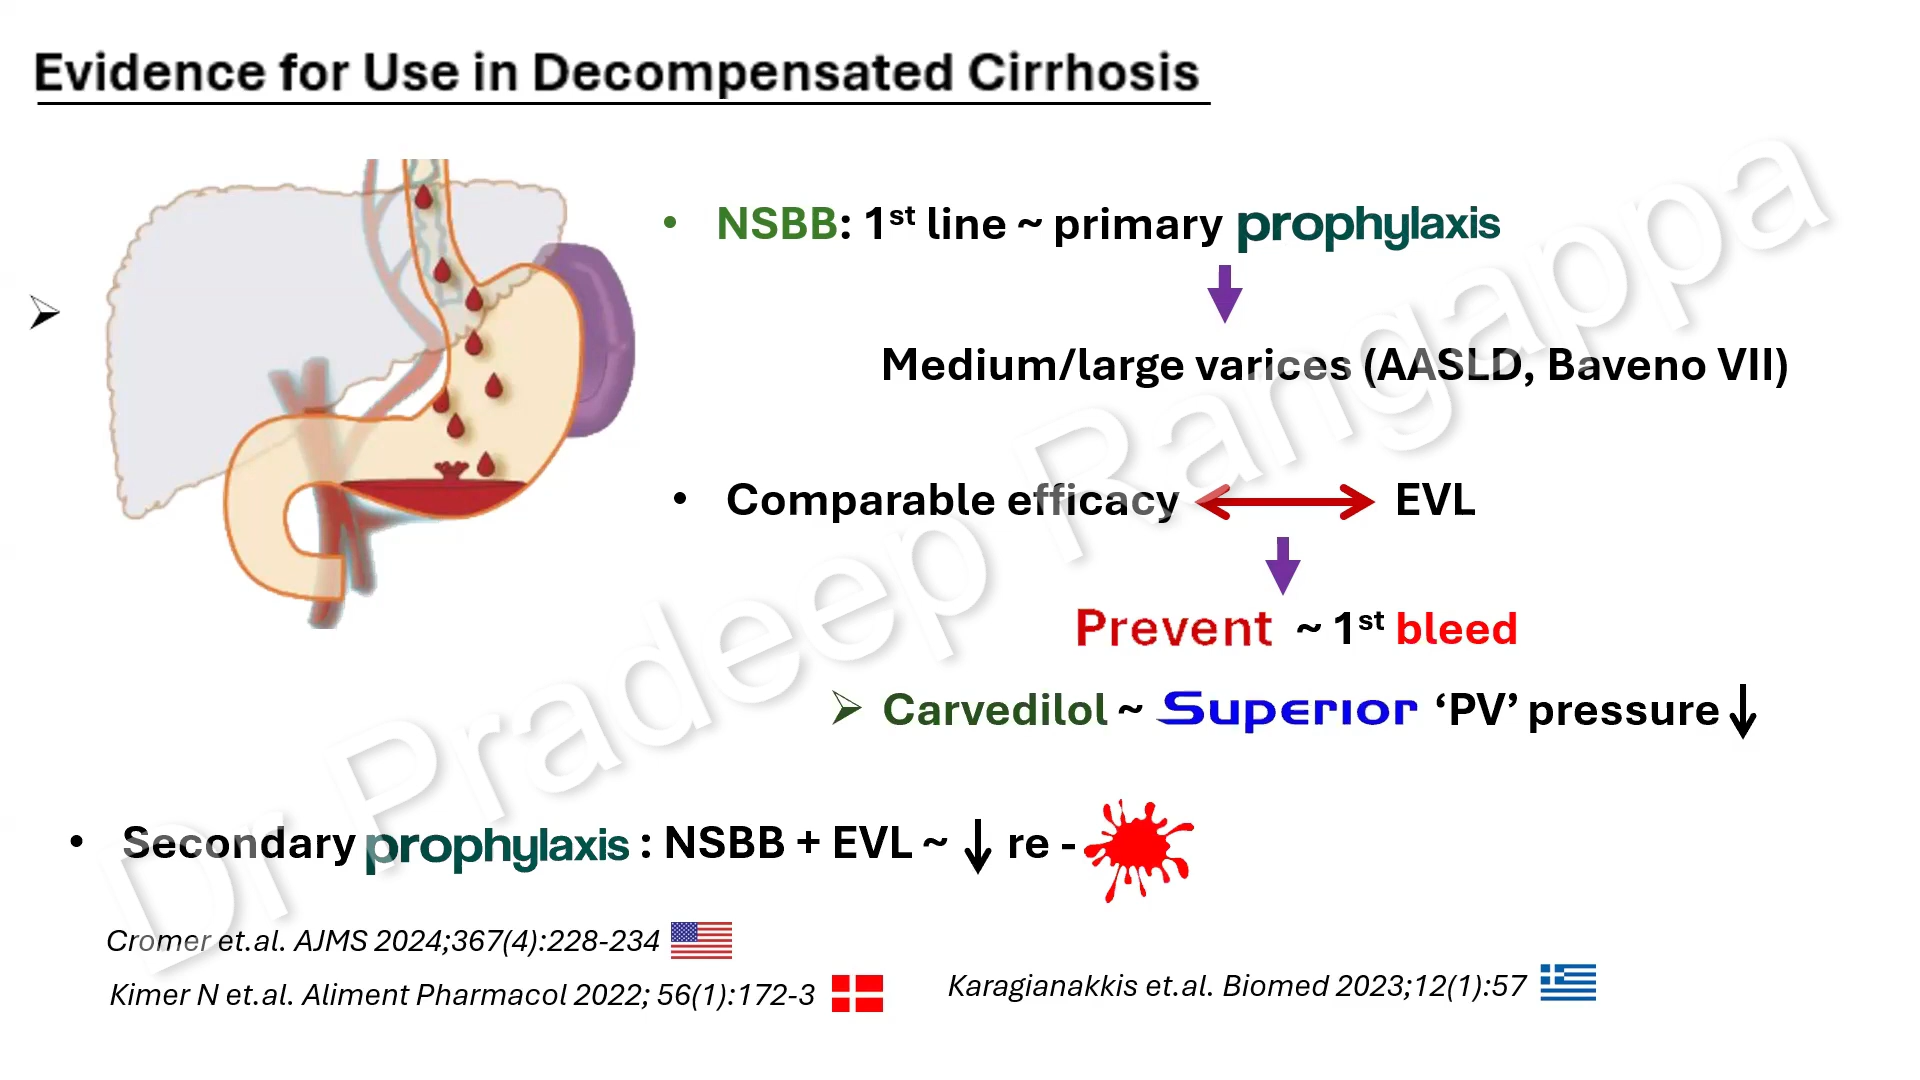 Evidence for Use in Decompensated Cirrhosis
• NSBB: 1st line ~ primary prophylaxis
Medium/large varices (AASLD, Baveno VII)
• Comparable efficacy ⟷ EVL
Prevent ~ 1st bleed
➢ Carvedilol ~ Superior ‘PV’ pressure ↓
• Secondary prophylaxis : NSBB + EVL ~ ↓ re -
Cromer et.al. AJMS 2024;367(4):228-234
Kimer N et.al. Aliment Pharmacol 2022; 56(1):172-3
Karagianakkis et.al. Biomed 2023;12(1):57
Dr Pradeep Rangappa